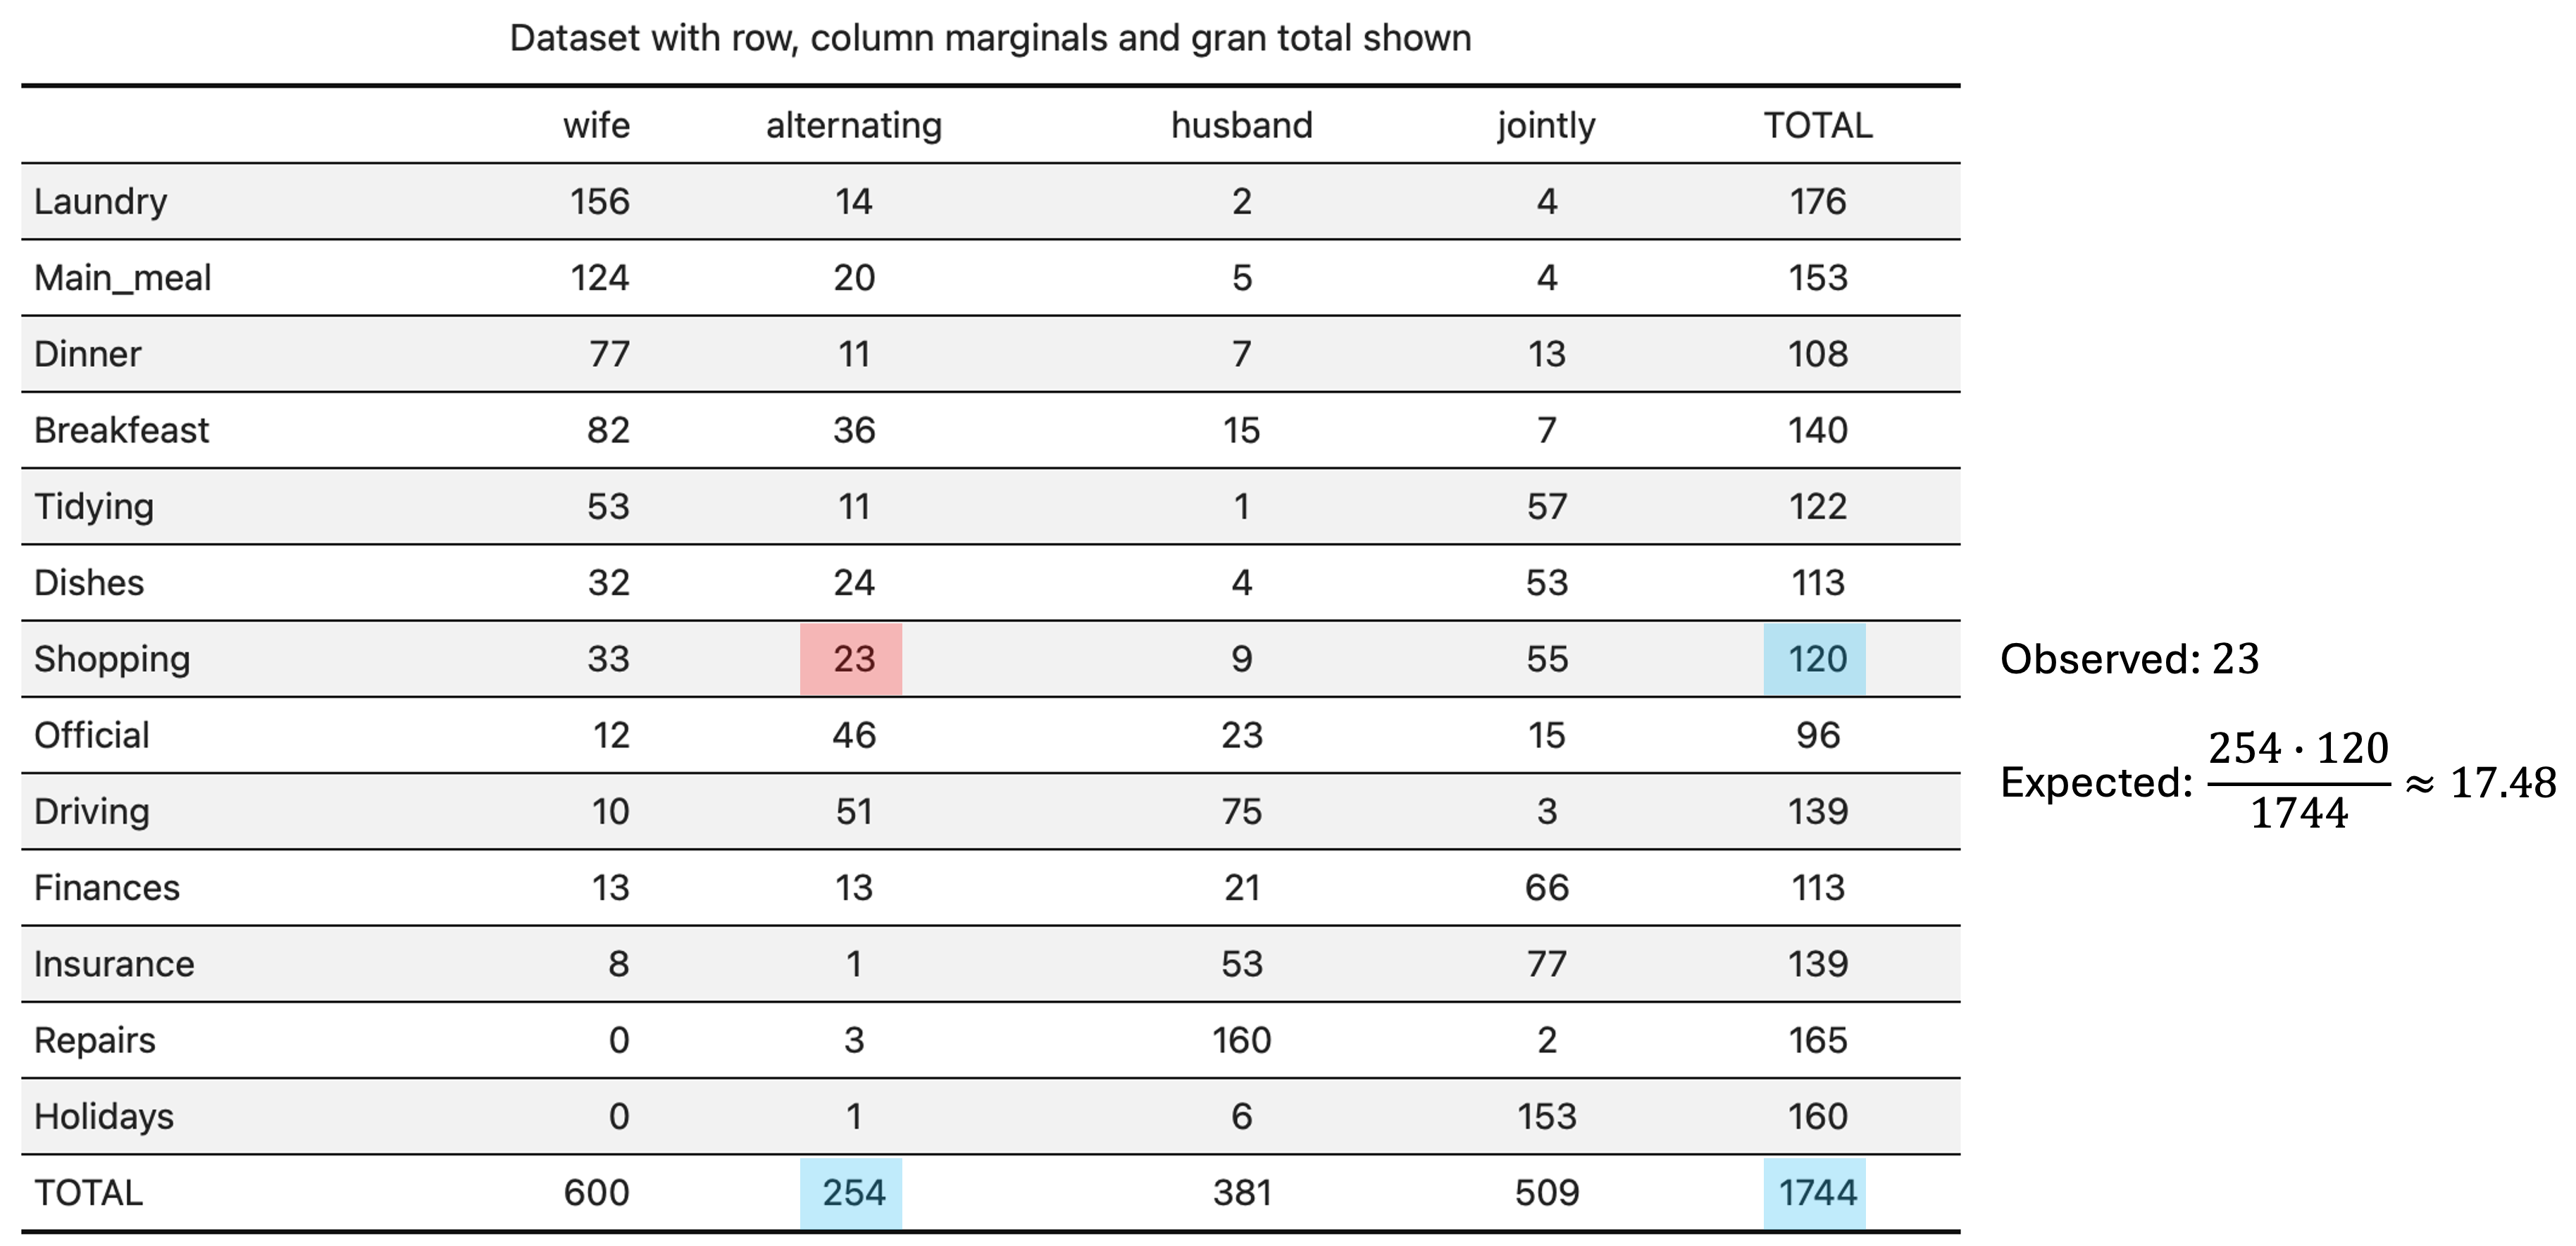 Dataset with row, column marginals and gran total shown
wife alternating husband jointly TOTAL
Laundry 156 14 2 4 176
Main_meal 124 20 5 4 153
Dinner 77 11 7 13 108
Breakfeast 82 36 15 7 140
Tidying 53 11 1 57 122
Dishes 32 24 4 53 113
Shopping 33 23 9 55 120
Observed: 23
Official 12 46 23 15 96
Driving 10 51 75 3 139
Expected: 254 · 120 / 1744 ≈ 17.48
Finances 13 13 21 66 113
Insurance 8 1 53 77 139
Repairs 0 3 160 2 165
Holidays 0 1 6 153 160
TOTAL 600 254 381 509 1744